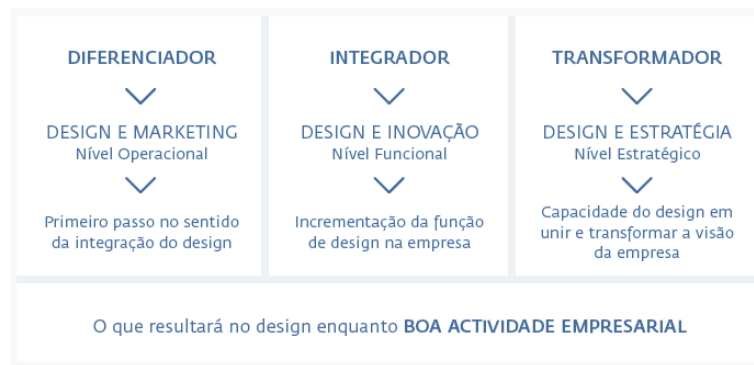 DIFERENCIADOR
DESIGN E MARKETING
Nível Operacional
Primeiro passo no sentido
da integração do design
INTEGRADOR
DESIGN E INOVAÇÃO
Nível Funcional
Incrementação da função
de design na empresa
TRANSFORMADOR
DESIGN E ESTRATÉGIA
Nível Estratégico
Capacidade do design em
unir e transformar a visão
da empresa
O que resultará no design enquanto BOA ACTIVIDADE EMPRESARIAL